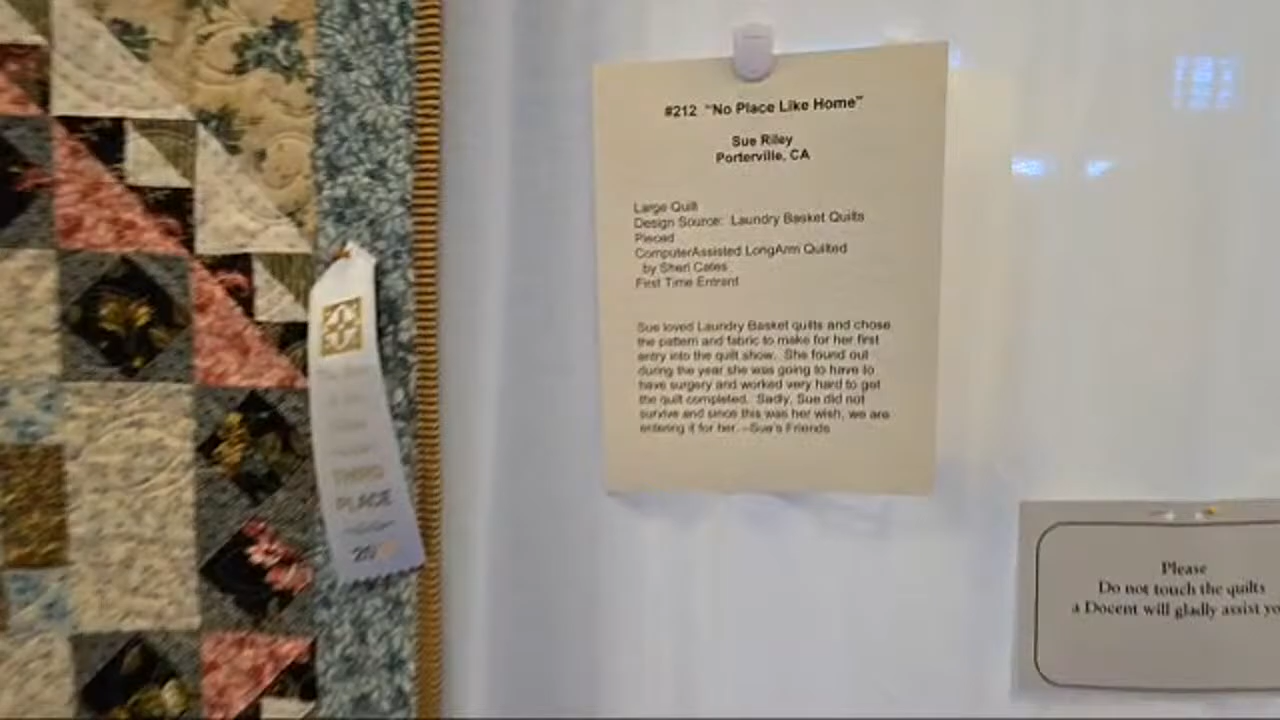 #212 "No Place Like Home"
Sue Riley
Porterville, CA
Large Quilt
Design Source: Laundry Basket Quilts
Pieced
ComputerAssisted LongArm Quilted
by Sheri Cates
First Time Entrant
Sue loved Laundry Basket quilts and chose
the pattern and fabric to make for her first
entry into the quilt show. She found out
during the year she was going to have to
have surgery and worked very hard to get
the quilt completed. Sadly, Sue did not
survive and since this was her wish, we are
entering it for her. --Sue's Friends
THIRD
PLACE
Please
Do not touch the quilts
a Docent will gladly assist yo